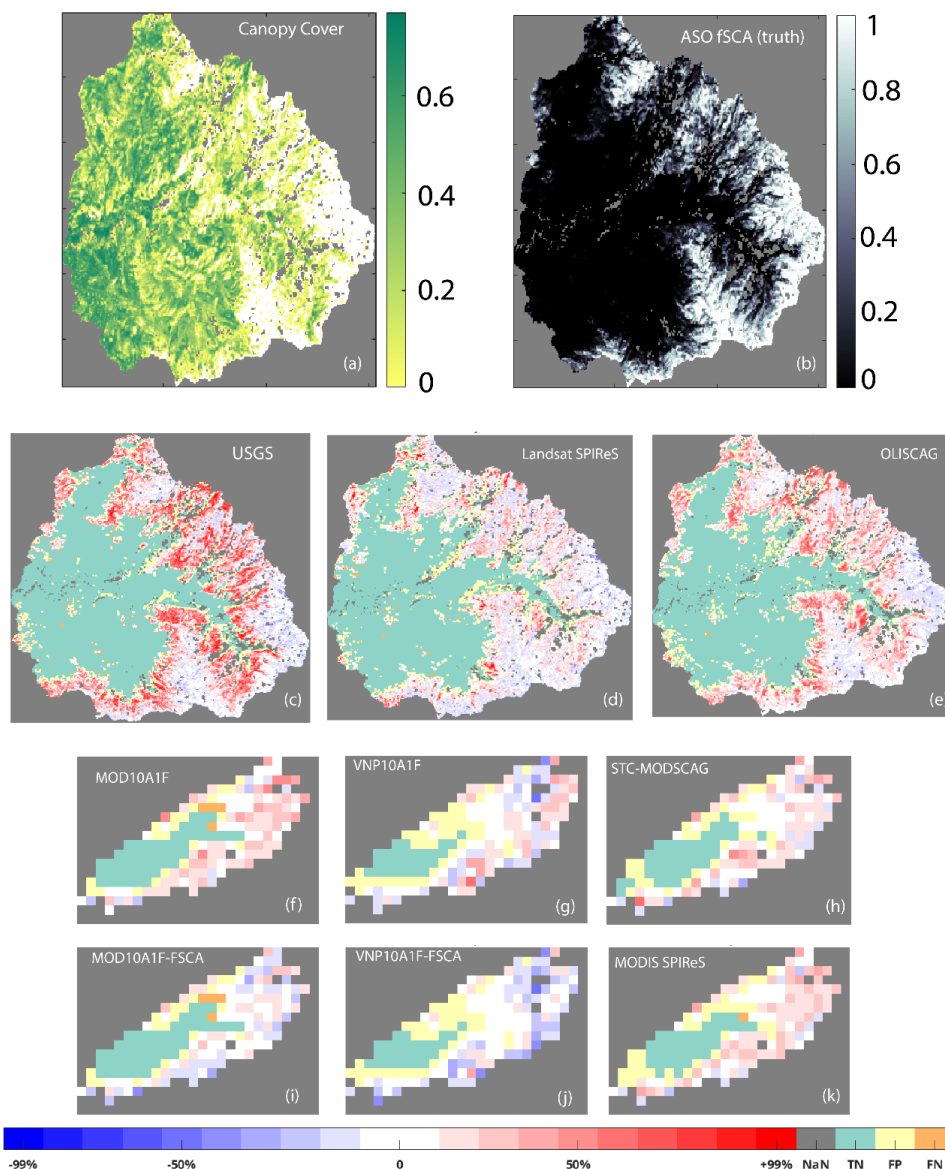 Canopy Cover
0.6
0.4
0.2
0
(a)
ASO fSCA (truth)
1
0.8
0.6
0.4
0.2
0
(b)
USGS
(c)
Landsat SPIReS
(d)
OLISCAG
(e)
MOD10A1F
(f)
VNP10A1F
(g)
STC-MODSCAG
(h)
MOD10A1F-FSCA
(i)
VNP10A1F-FSCA
(j)
MODIS SPIReS
(k)
-99%
-50%
0
50%
+99%
NaN
TN
FP
FN